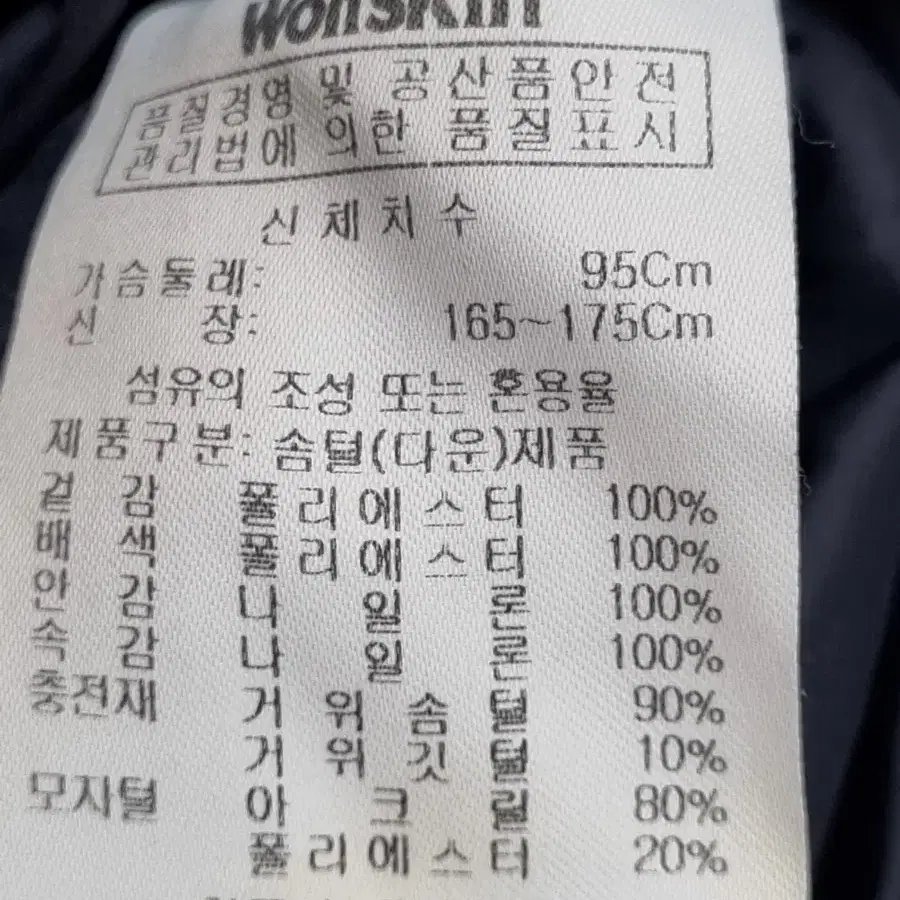 품질경영 및 공산품안전
관리법에 의한 품질표시
신체치수
가슴둘레: 95Cm
신 장: 165~175Cm
섬유의 조성 또는 혼용율
제품구분: 솜털(다운)제품
겉 감 폴리에스터 100%
배 색 폴리에스터 100%
안 감 나일론 100%
속 감 나일론 100%
충전재 거위솜털 90%
거위깃털 10%
모자털 아크릴 80%
폴리에스터 20%